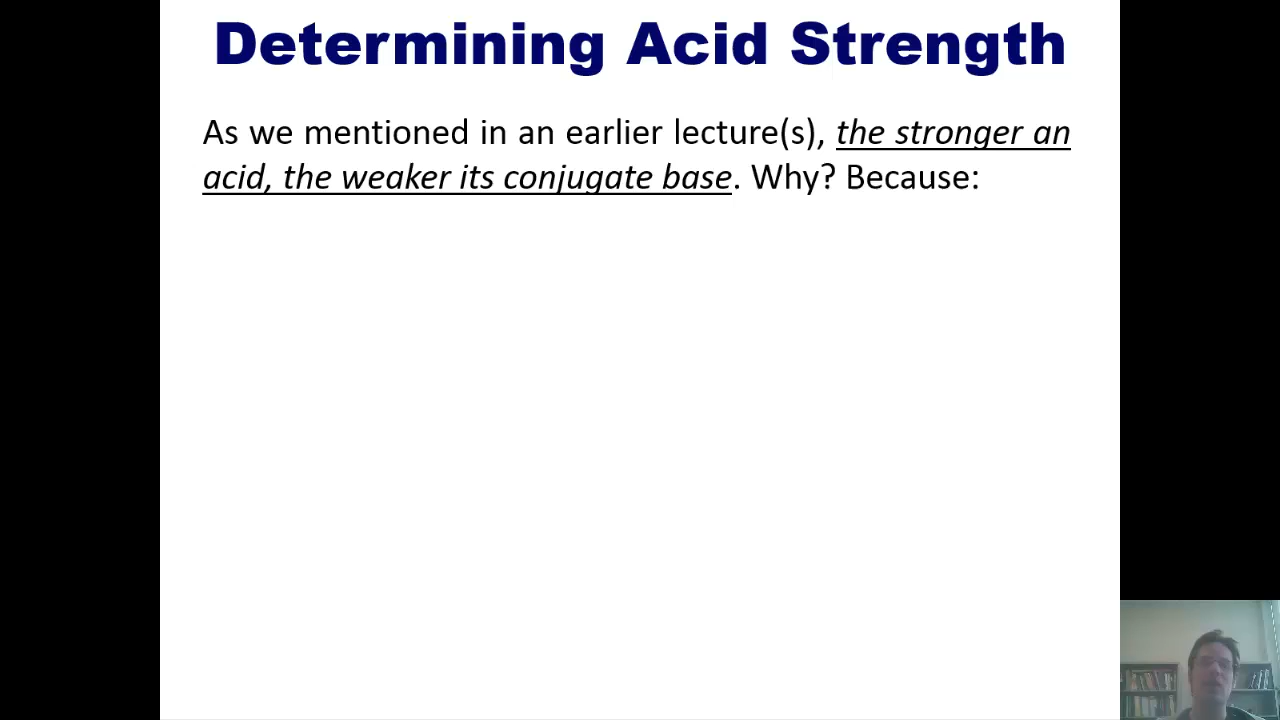 Determining Acid Strength
As we mentioned in an earlier lecture(s), the stronger an
acid, the weaker its conjugate base. Why? Because: